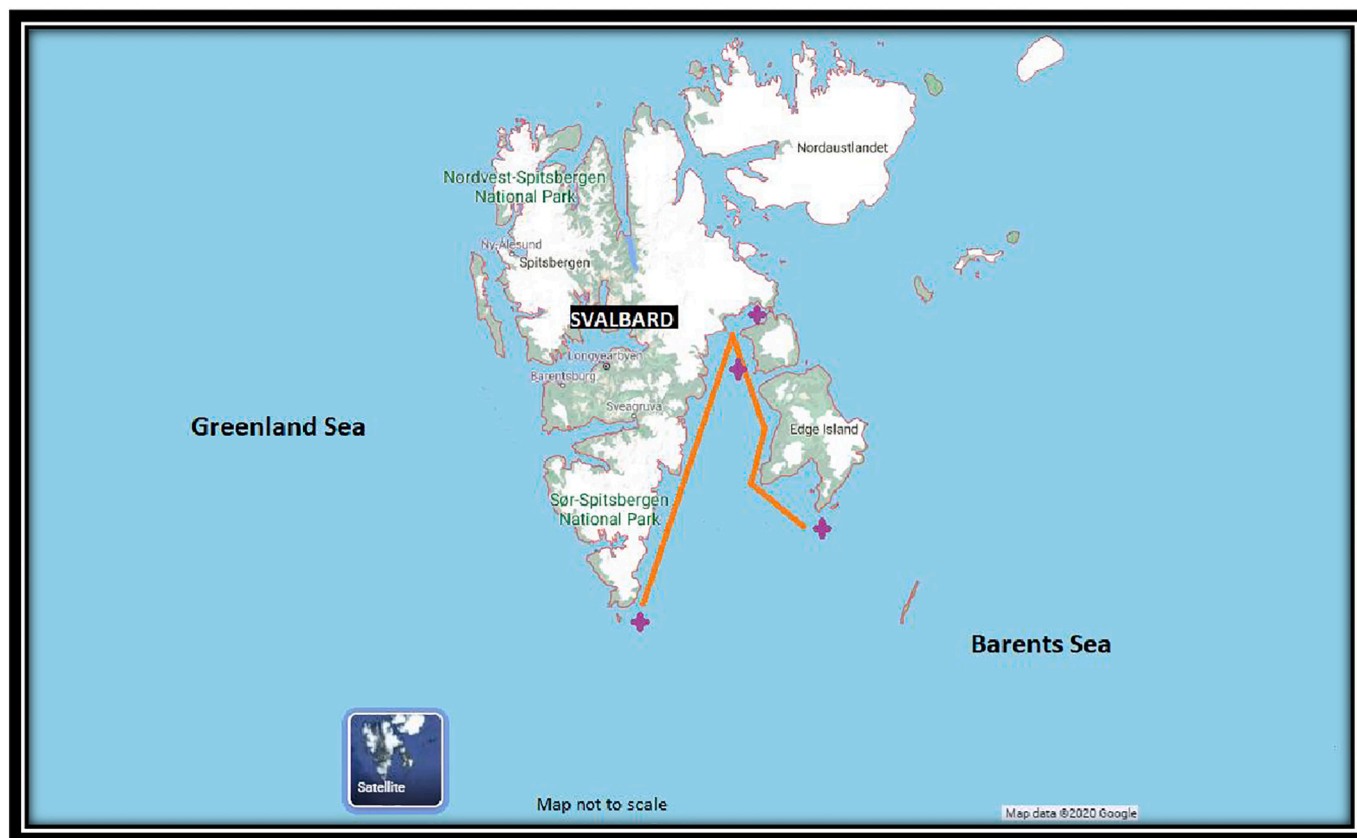 Nordaustlandet
Nordvest-Spitsbergen
National Park
Ny-Ålesund
Spitsbergen
SVALBARD
Longyearbyen
Barentsburg
Sveagruva
Greenland Sea
Edge Island
Sør-Spitsbergen
National Park
Barents Sea
Satellite
Map not to scale
Map data ©2020 Google